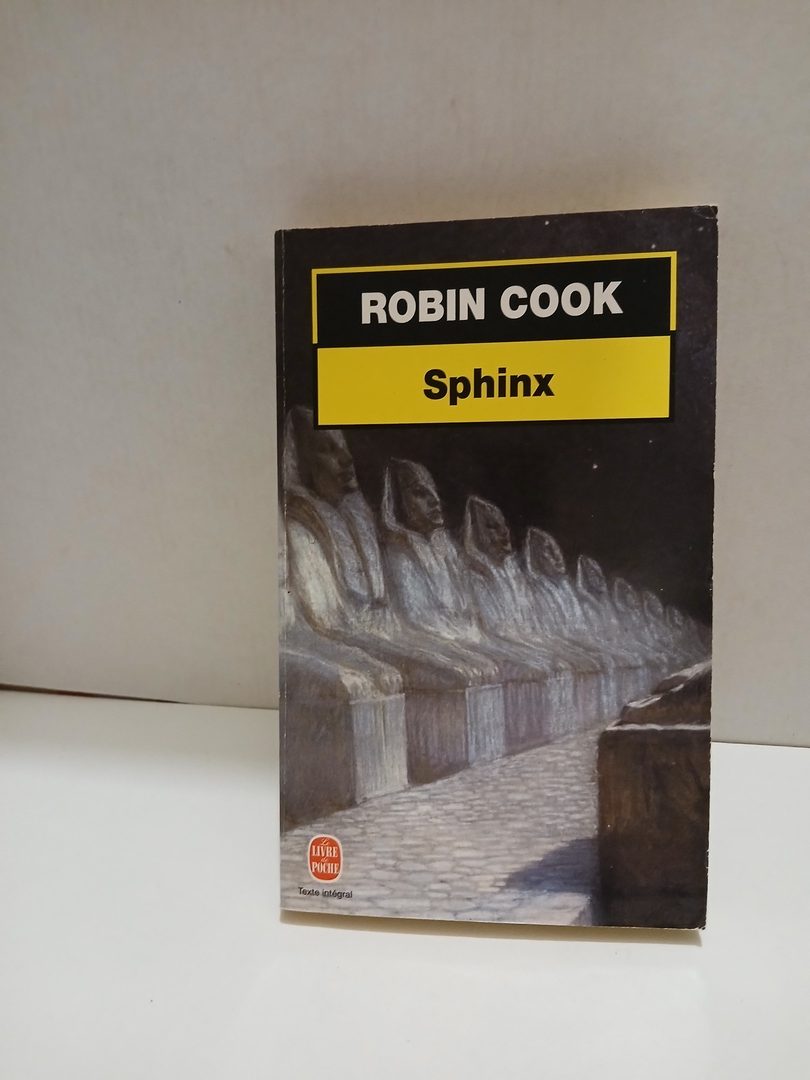 ROBIN COOK
Sphinx
Le
LIVRE
de
POCHE
Texte intégral